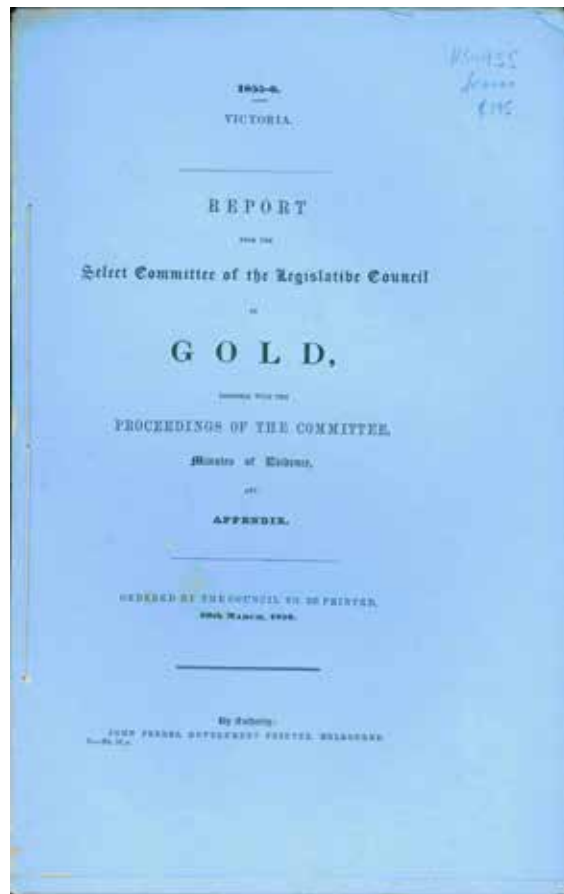 1855-6.
VICTORIA.
REPORT
FROM THE
Select Committee of the Legislative Council
ON
GOLD,
TOGETHER WITH THE
PROCEEDINGS OF THE COMMITTEE,
Minutes of Evidence,
AND
APPENDIX.
ORDERED BY THE COUNCIL TO BE PRINTED,
MARCH, 1856.
By Authority:
JOHN FERRES, GOVERNMENT PRINTER, MELBOURNE.